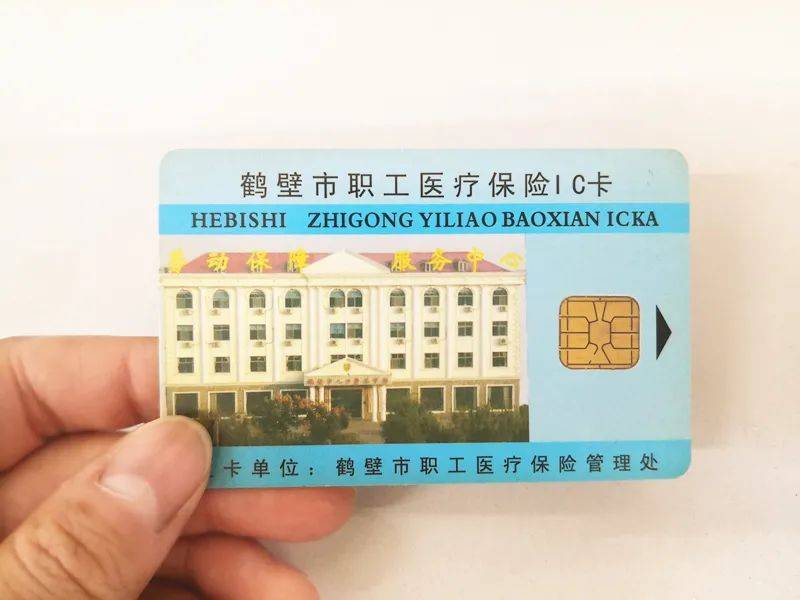 鹤壁市职工医疗保险IC卡
HEBISHI ZHIGONG YILIAO BAOXIAN ICKA
劳动保障 服务中心
卡单位：鹤壁市职工医疗保险管理处